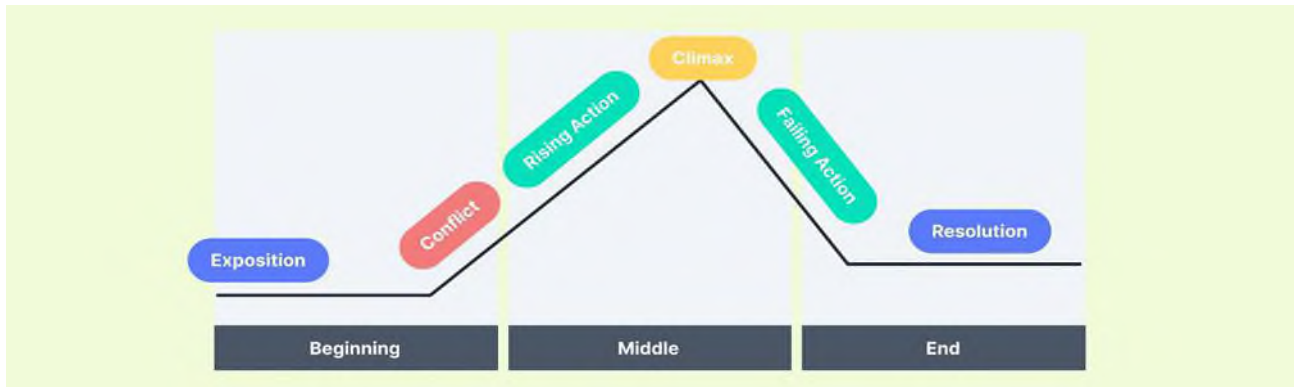 Climax
Rising Action
Falling Action
Conflict
Exposition
Resolution
Beginning
Middle
End